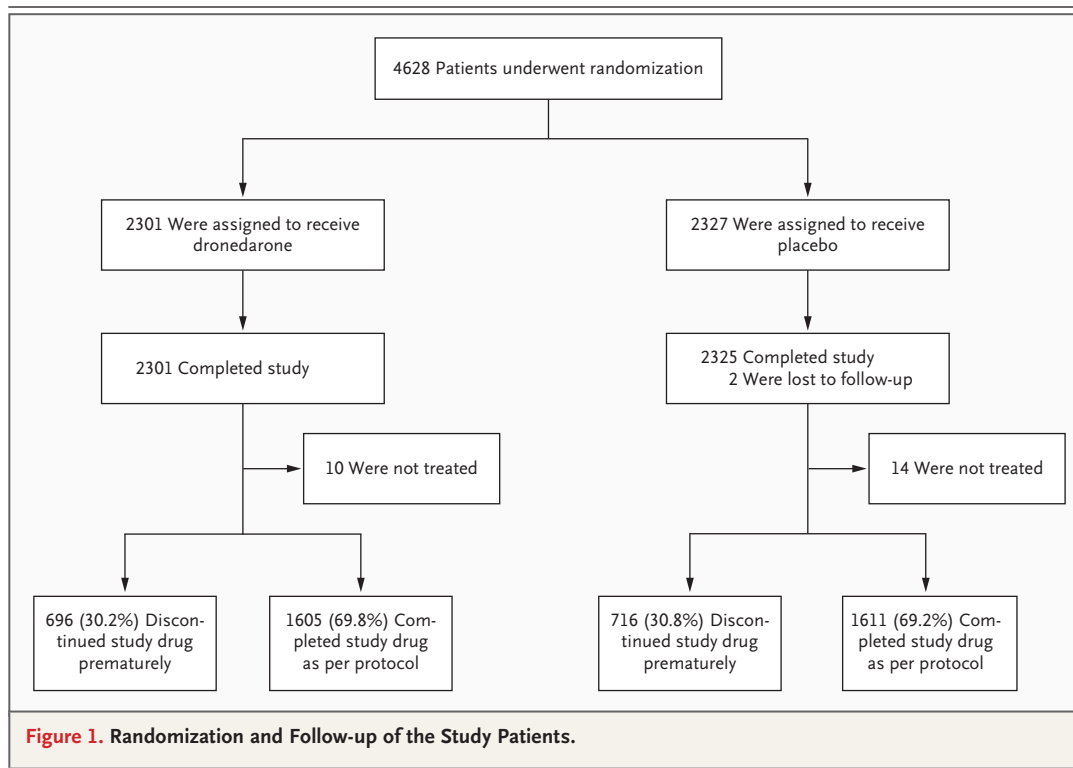 4628 Patients underwent randomization
2301 Were assigned to receive
dronedarone
2327 Were assigned to receive
placebo
2301 Completed study
2325 Completed study
2 Were lost to follow-up
10 Were not treated
14 Were not treated
696 (30.2%) Discon-
tinued study drug
prematurely
1605 (69.8%) Com-
pleted study drug
as per protocol
716 (30.8%) Discon-
tinued study drug
prematurely
1611 (69.2%) Com-
pleted study drug
as per protocol
Figure 1. Randomization and Follow-up of the Study Patients.